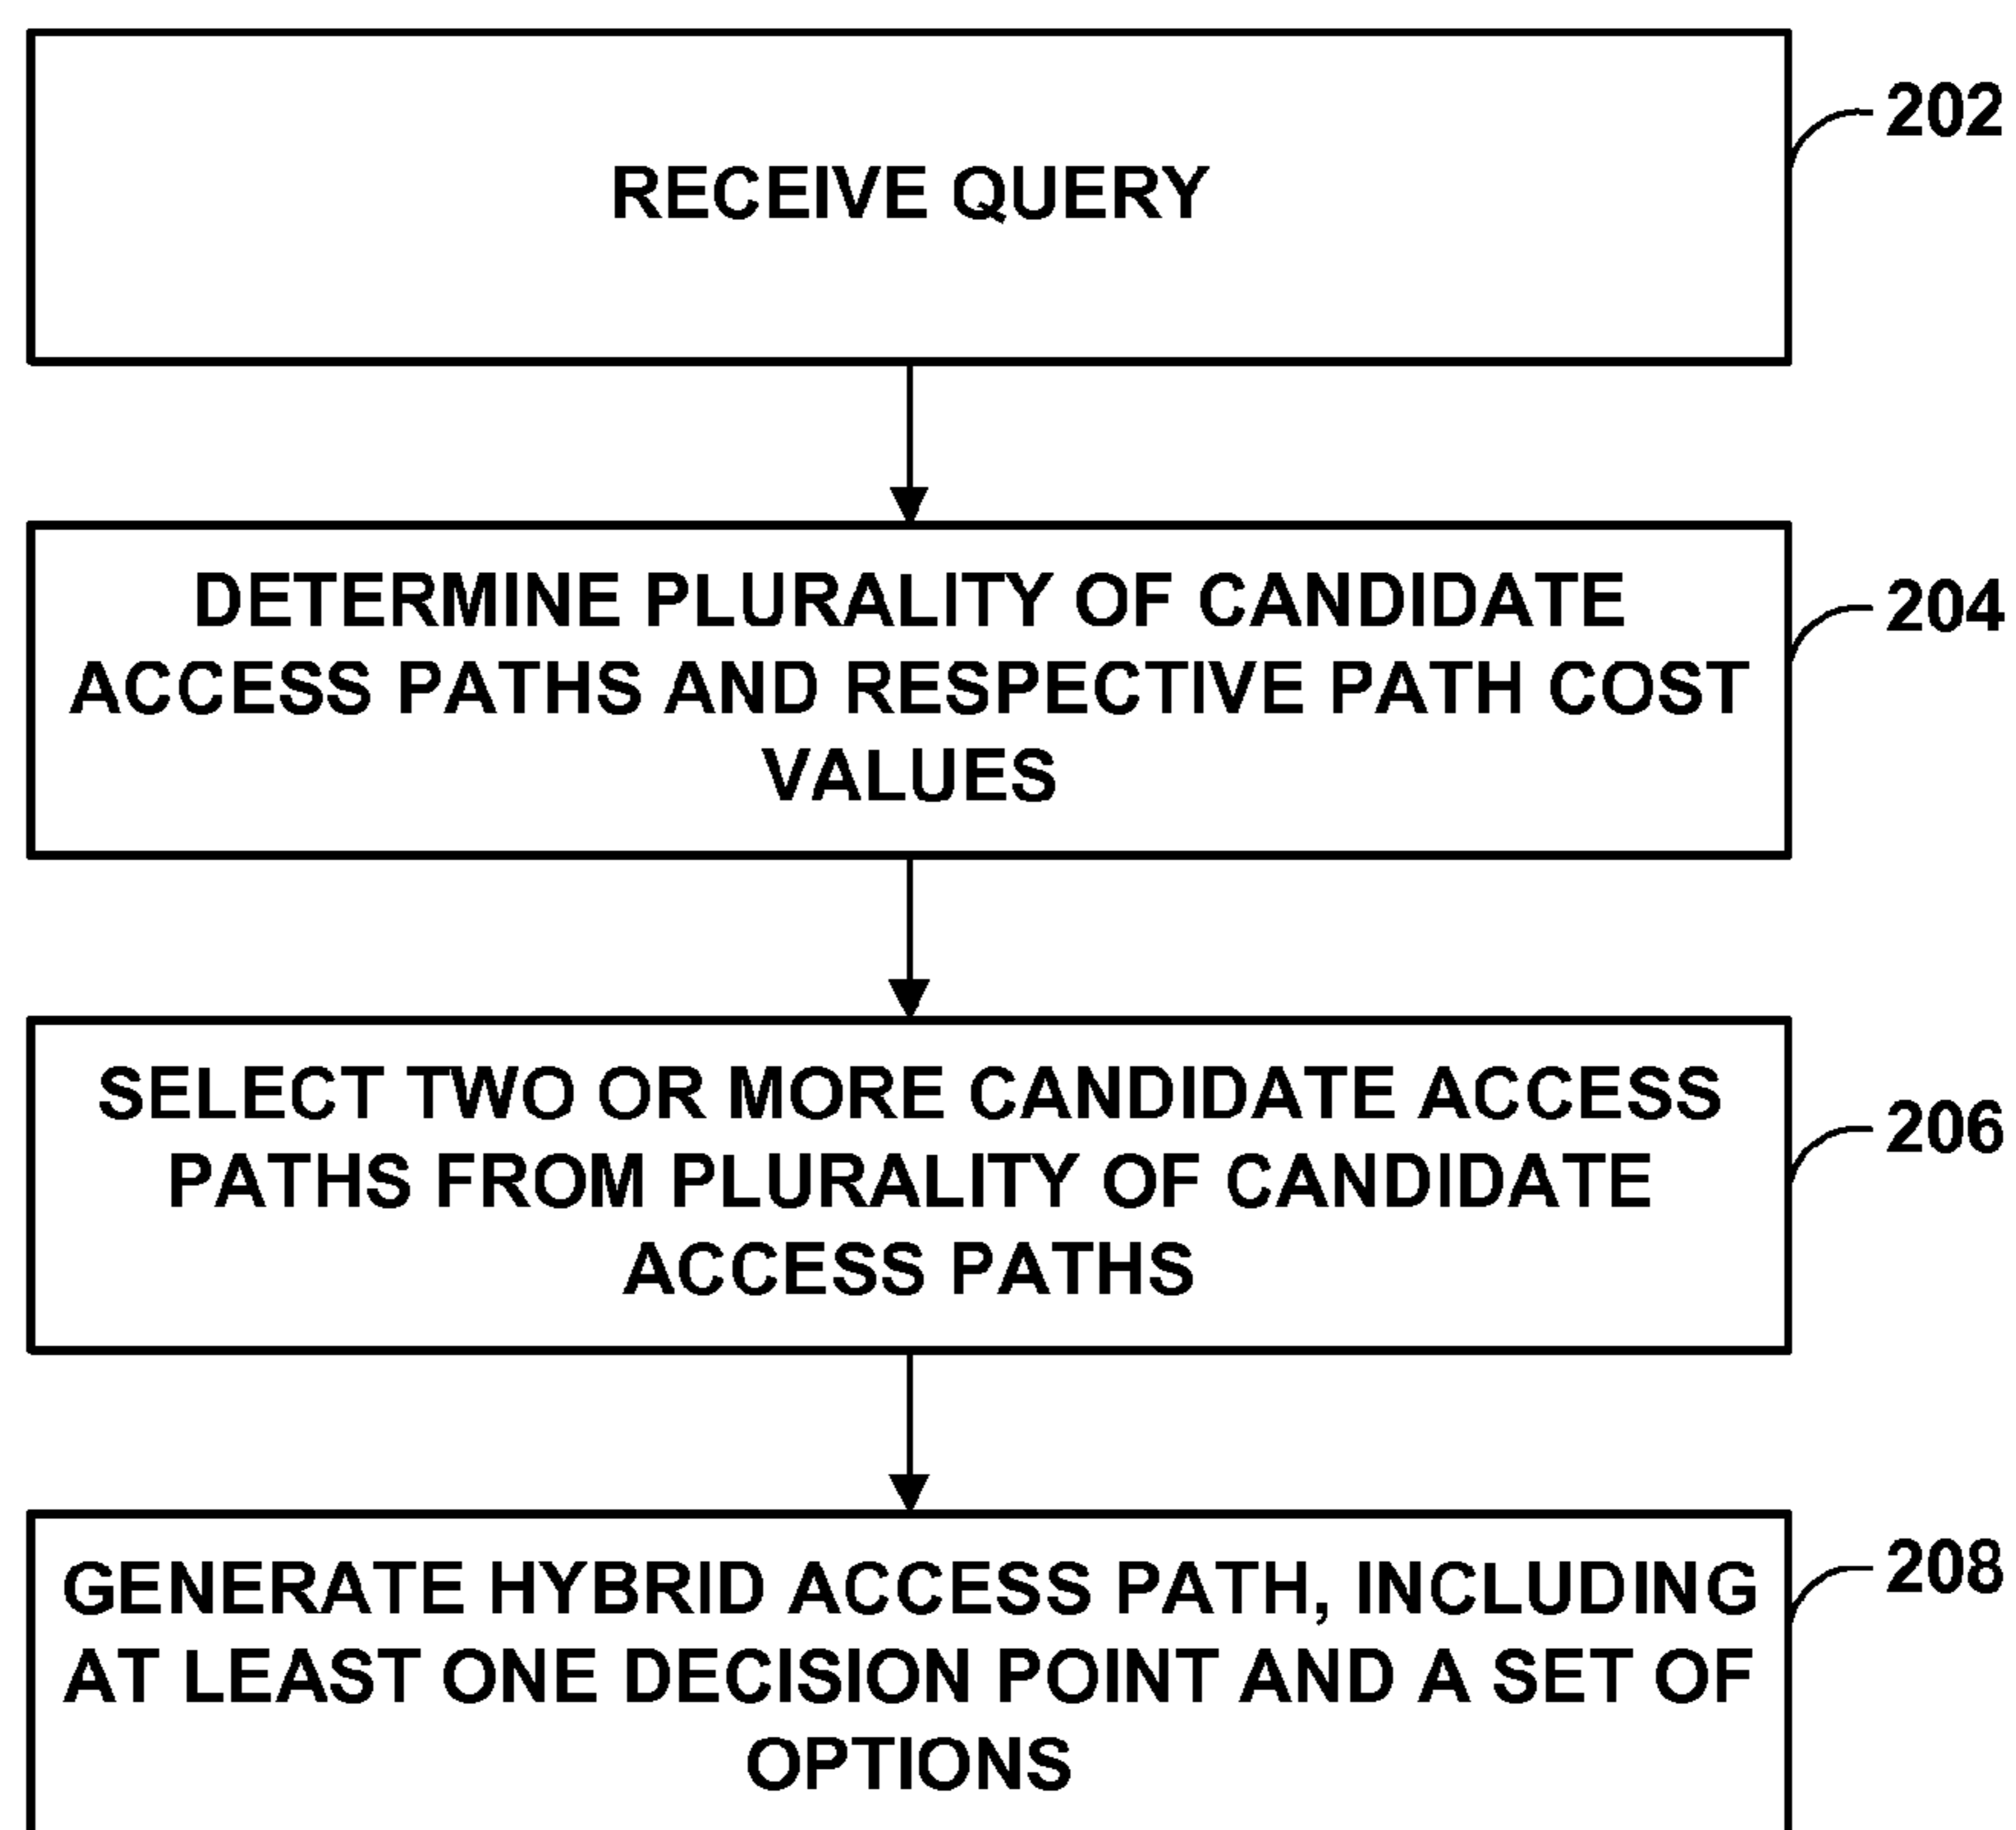 RECEIVE QUERY
202
DETERMINE PLURALITY OF CANDIDATE
ACCESS PATHS AND RESPECTIVE PATH COST
VALUES
204
SELECT TWO OR MORE CANDIDATE ACCESS
PATHS FROM PLURALITY OF CANDIDATE
ACCESS PATHS
206
GENERATE HYBRID ACCESS PATH, INCLUDING
AT LEAST ONE DECISION POINT AND A SET OF
OPTIONS
208